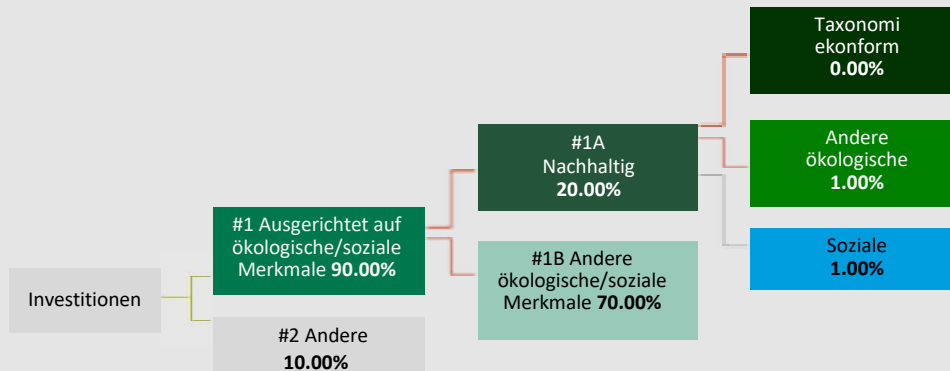 Investitionen
#1 Ausgerichtet auf
ökologische/soziale
Merkmale 90.00%
#2 Andere
10.00%
#1A
Nachhaltig
20.00%
#1B Andere
ökologische/soziale
Merkmale 70.00%
Taxonomi
ekonform
0.00%
Andere
ökologische
1.00%
Soziale
1.00%